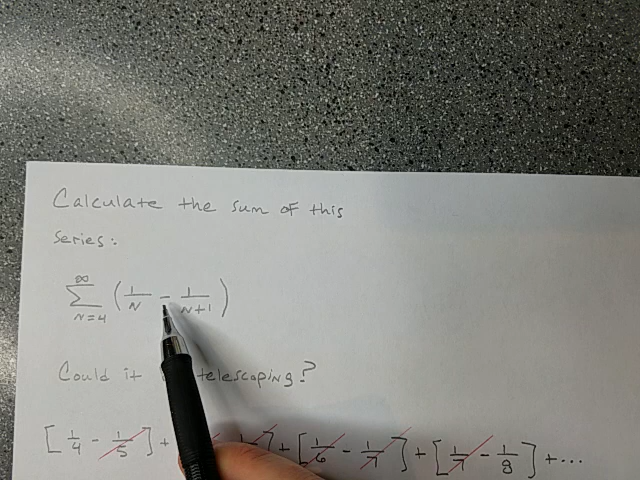 Calculate the sum of this
series:
∞
∑ (1/N - 1/N+1)
N=4
Could it telescoping?
[1/4 - 1/5] + [1/6 - 1/7] + [1/7 - 1/8] + ...